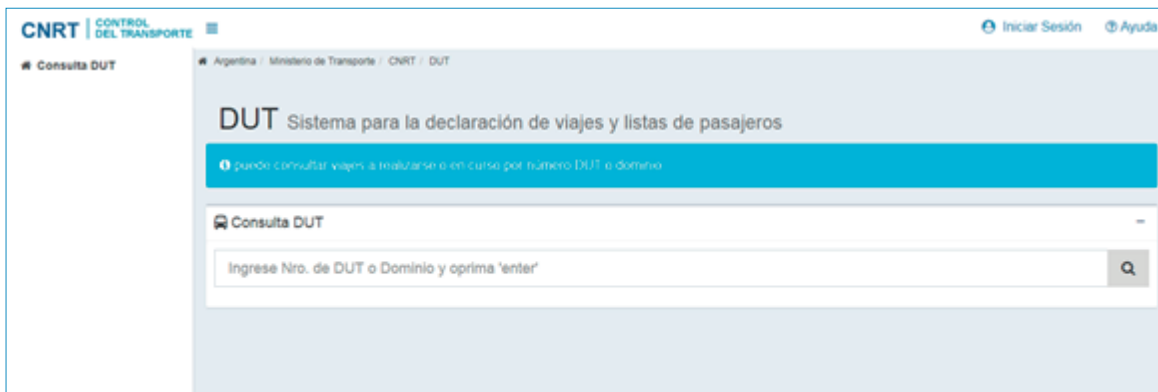 CNRT CONTROL DEL TRANSPORTE
Iniciar Sesión
Ayuda
Consulta DUT
Argentina / Ministerio de Transporte / CNRT / DUT
DUT Sistema para la declaración de viajes y listas de pasajeros
puede consultar viajes a realizarse o en curso por número DUT o dominio
Consulta DUT
Ingrese Nro. de DUT o Dominio y oprima 'enter'